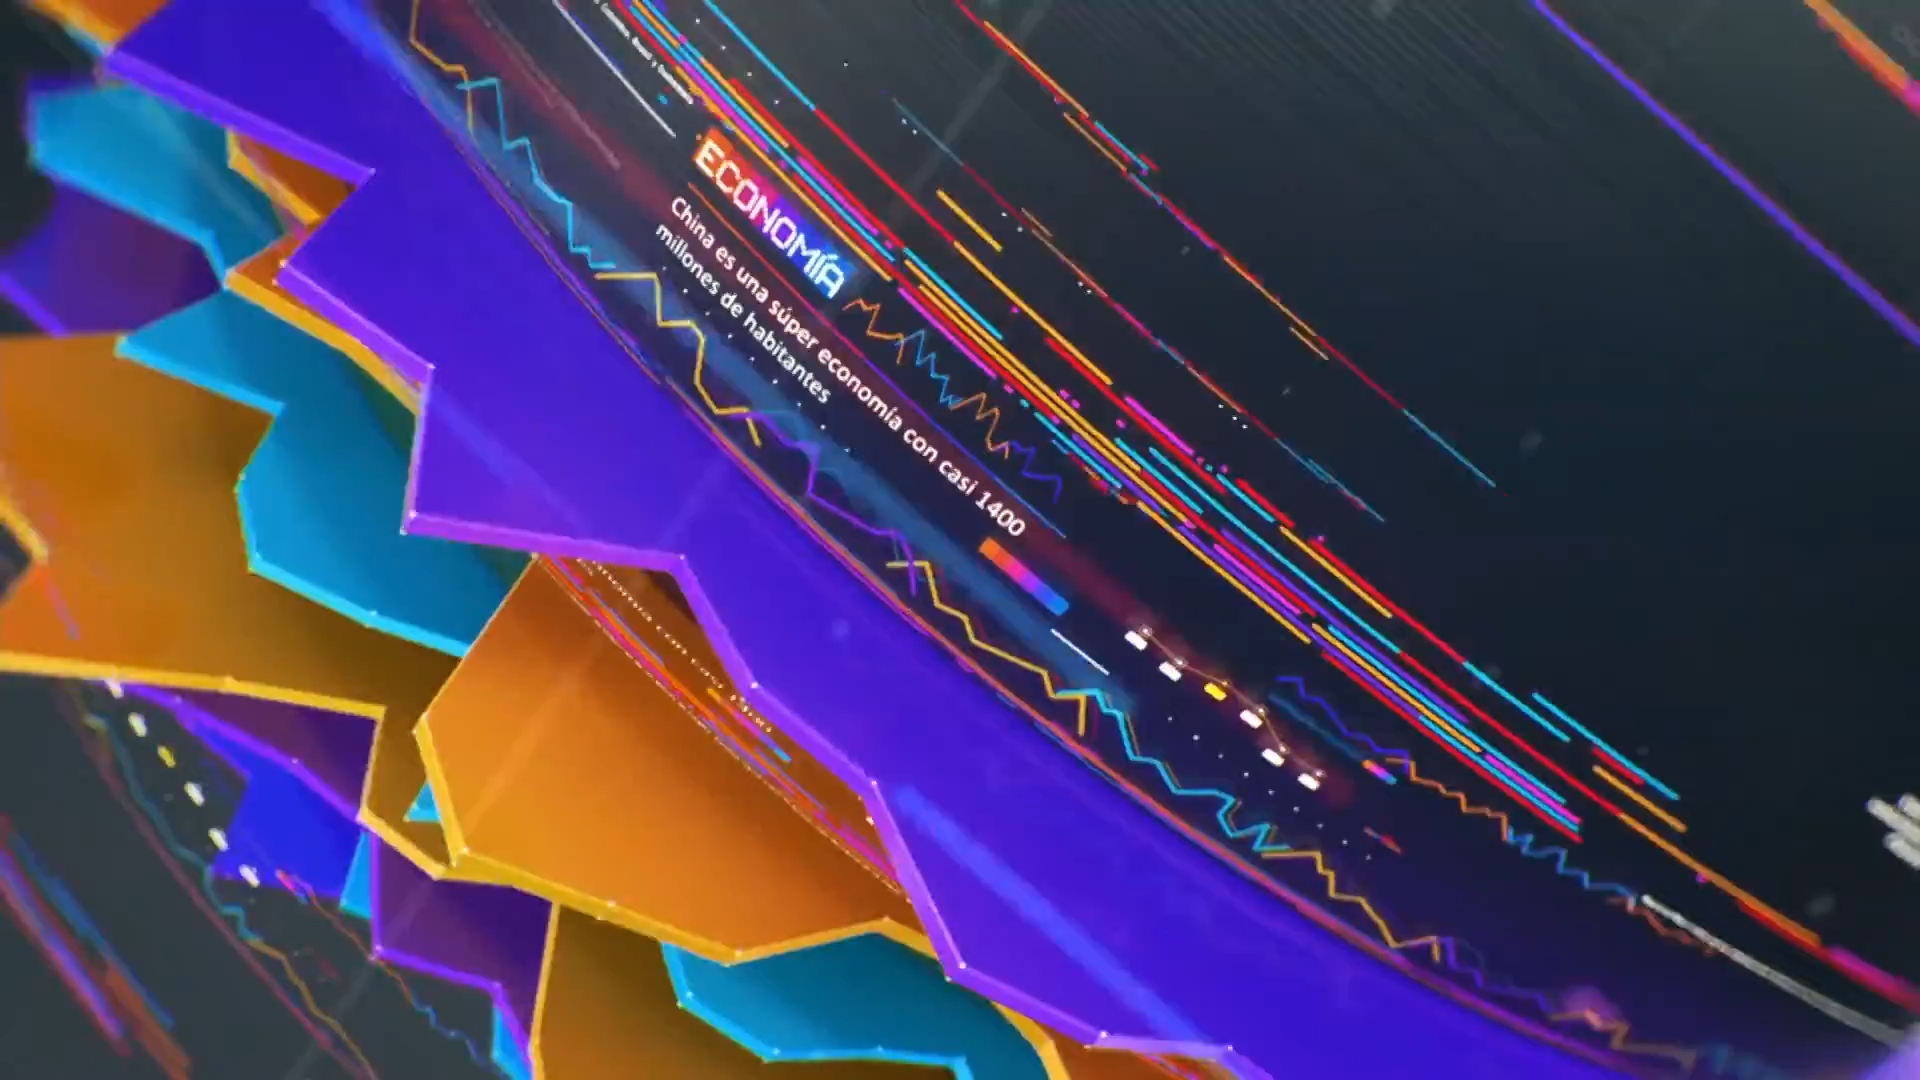 ECONOMÍA
China es una súper economía con casi 1400
millones de habitantes